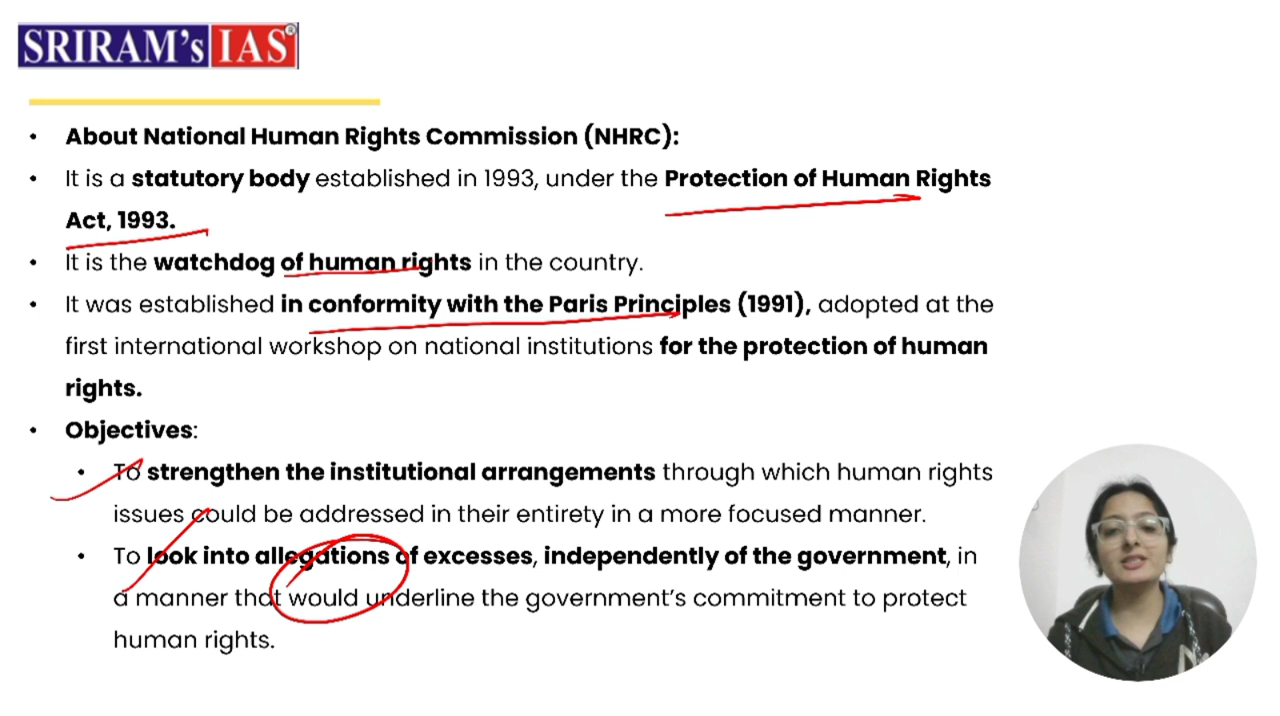 SRIRAM's IAS®
• About National Human Rights Commission (NHRC):
• It is a statutory body established in 1993, under the Protection of Human Rights
Act, 1993.
• It is the watchdog of human rights in the country.
• It was established in conformity with the Paris Principles (1991), adopted at the
first international workshop on national institutions for the protection of human
rights.
• Objectives:
• To strengthen the institutional arrangements through which human rights
issues could be addressed in their entirety in a more focused manner.
• To look into allegations of excesses, independently of the government, in
a manner that would underline the government's commitment to protect
human rights.